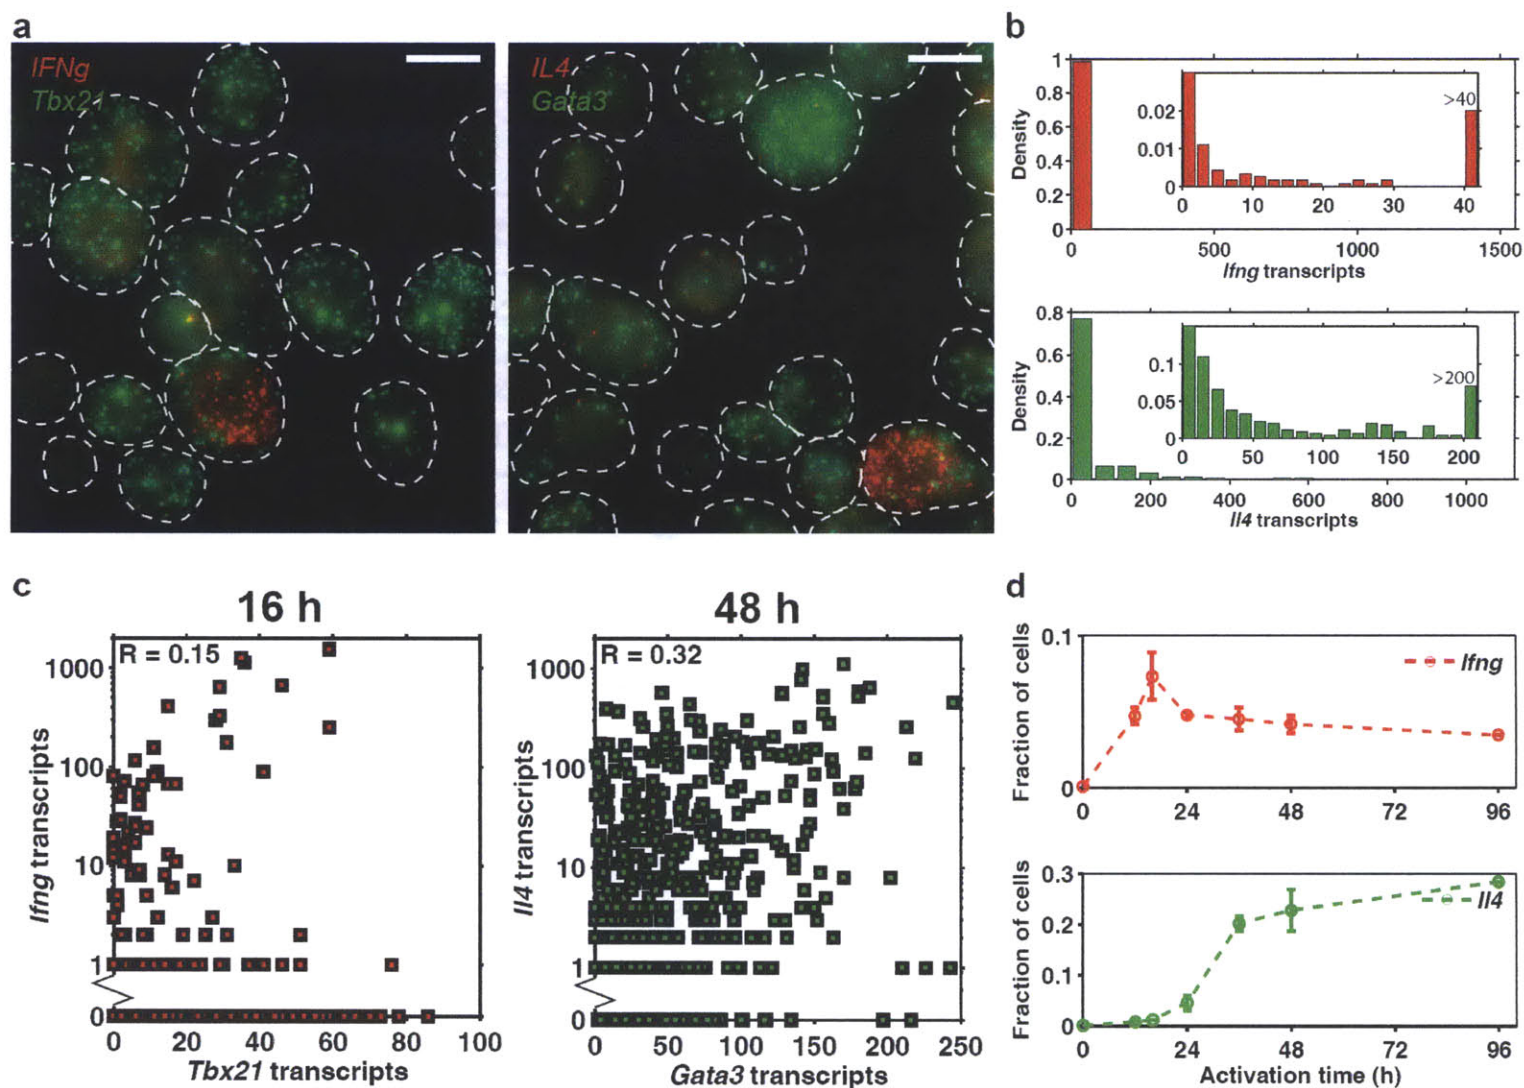 a
IFNg
Tbx21
IL4
Gata3
b
Density
1
0.8
0.6
0.4
0.2
0
0.02
0.01
0
>40
0 10 20 30 40
0 500 1000 1500
Ifng transcripts
Density
0.8
0.6
0.4
0.2
0
0.1
0.05
0
>200
0 50 100 150 200
0 200 400 600 800 1000
Il4 transcripts
c
16 h
R = 0.15
Ifng transcripts
1000
100
10
1
0
0 20 40 60 80 100
Tbx21 transcripts
48 h
R = 0.32
Il4 transcripts
1000
100
10
1
0
0 50 100 150 200 250
Gata3 transcripts
d
Fraction of cells
0.1
0
Ifng
0 24 48 72 96
Fraction of cells
0.3
0.2
0.1
0
Il4
0 24 48 72 96
Activation time (h)